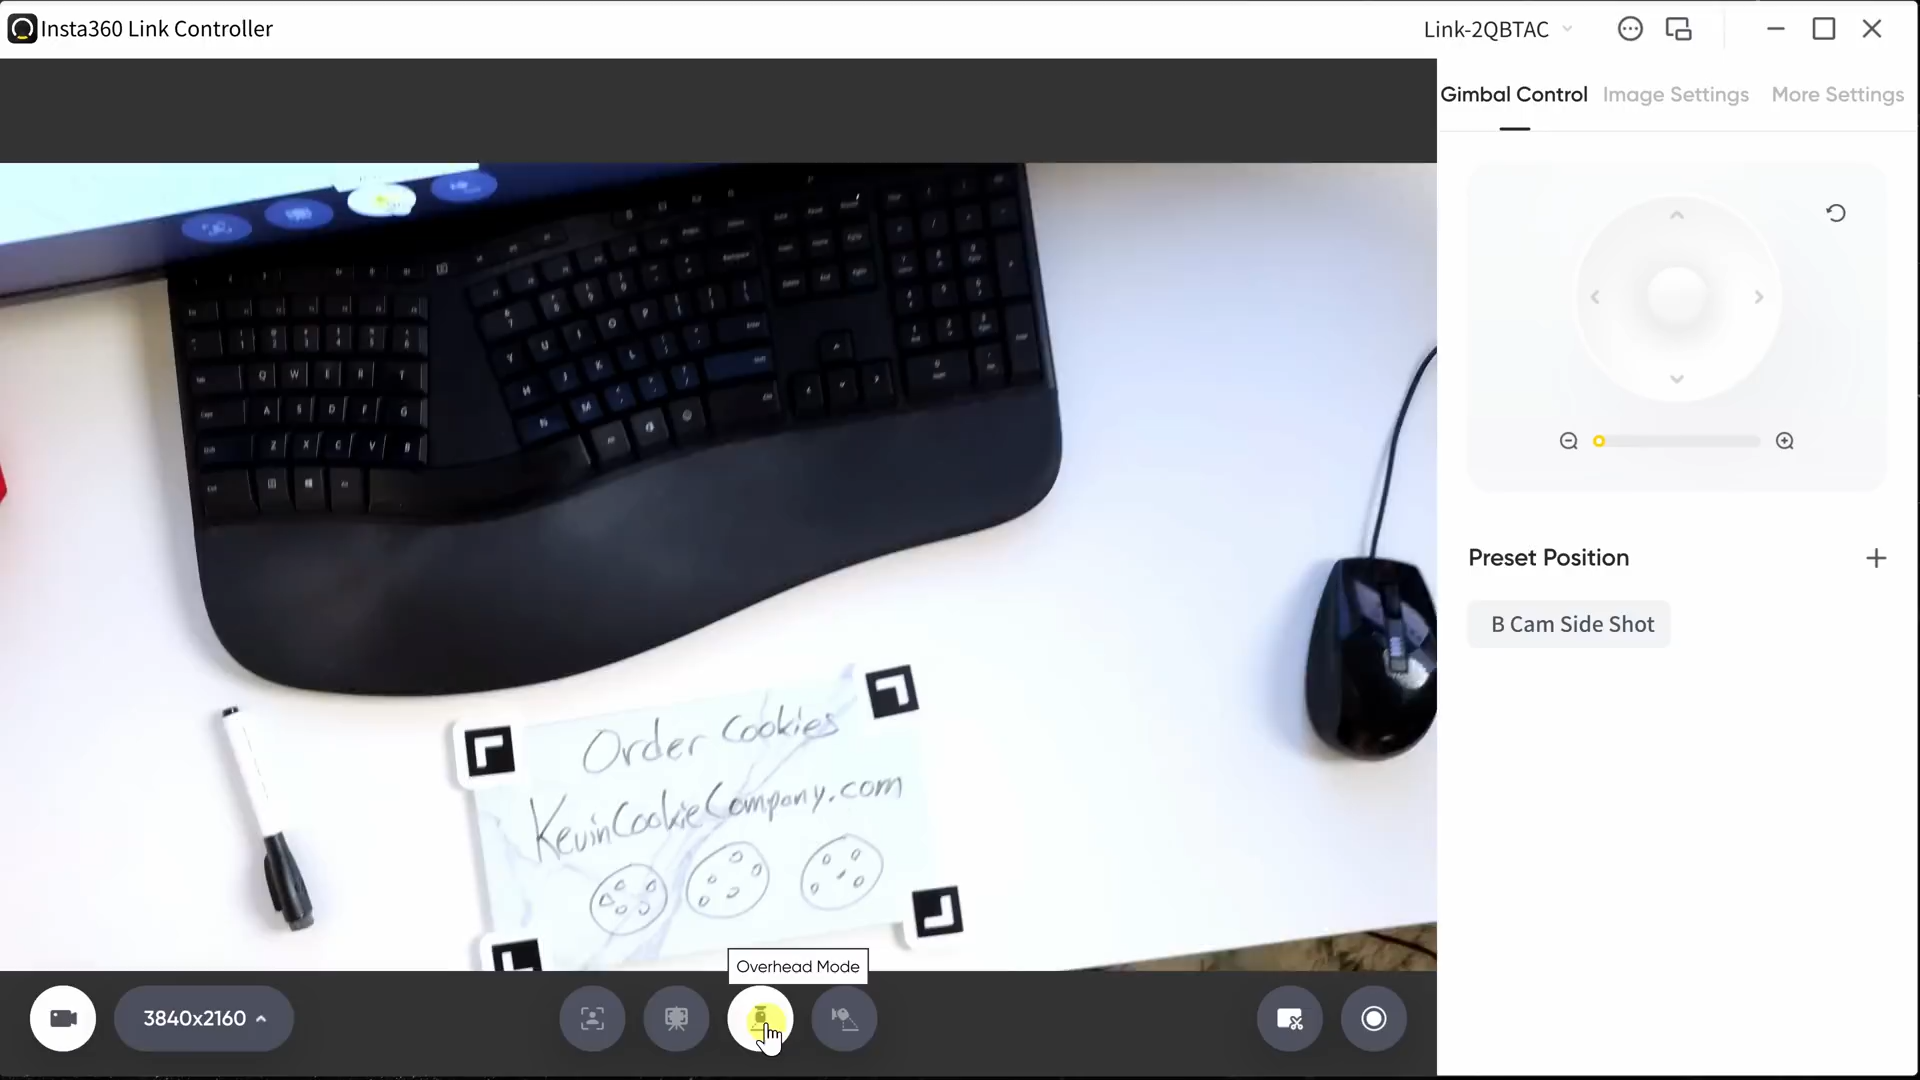 Insta360 Link Controller
Link-2QBTAC
Gimbal Control
Image Settings
More Settings
Q W E R T
A S D F G
Z X C V B
Order Cookies
KevinCookieCompany.com
Preset Position
B Cam Side Shot
Overhead Mode
3840x2160